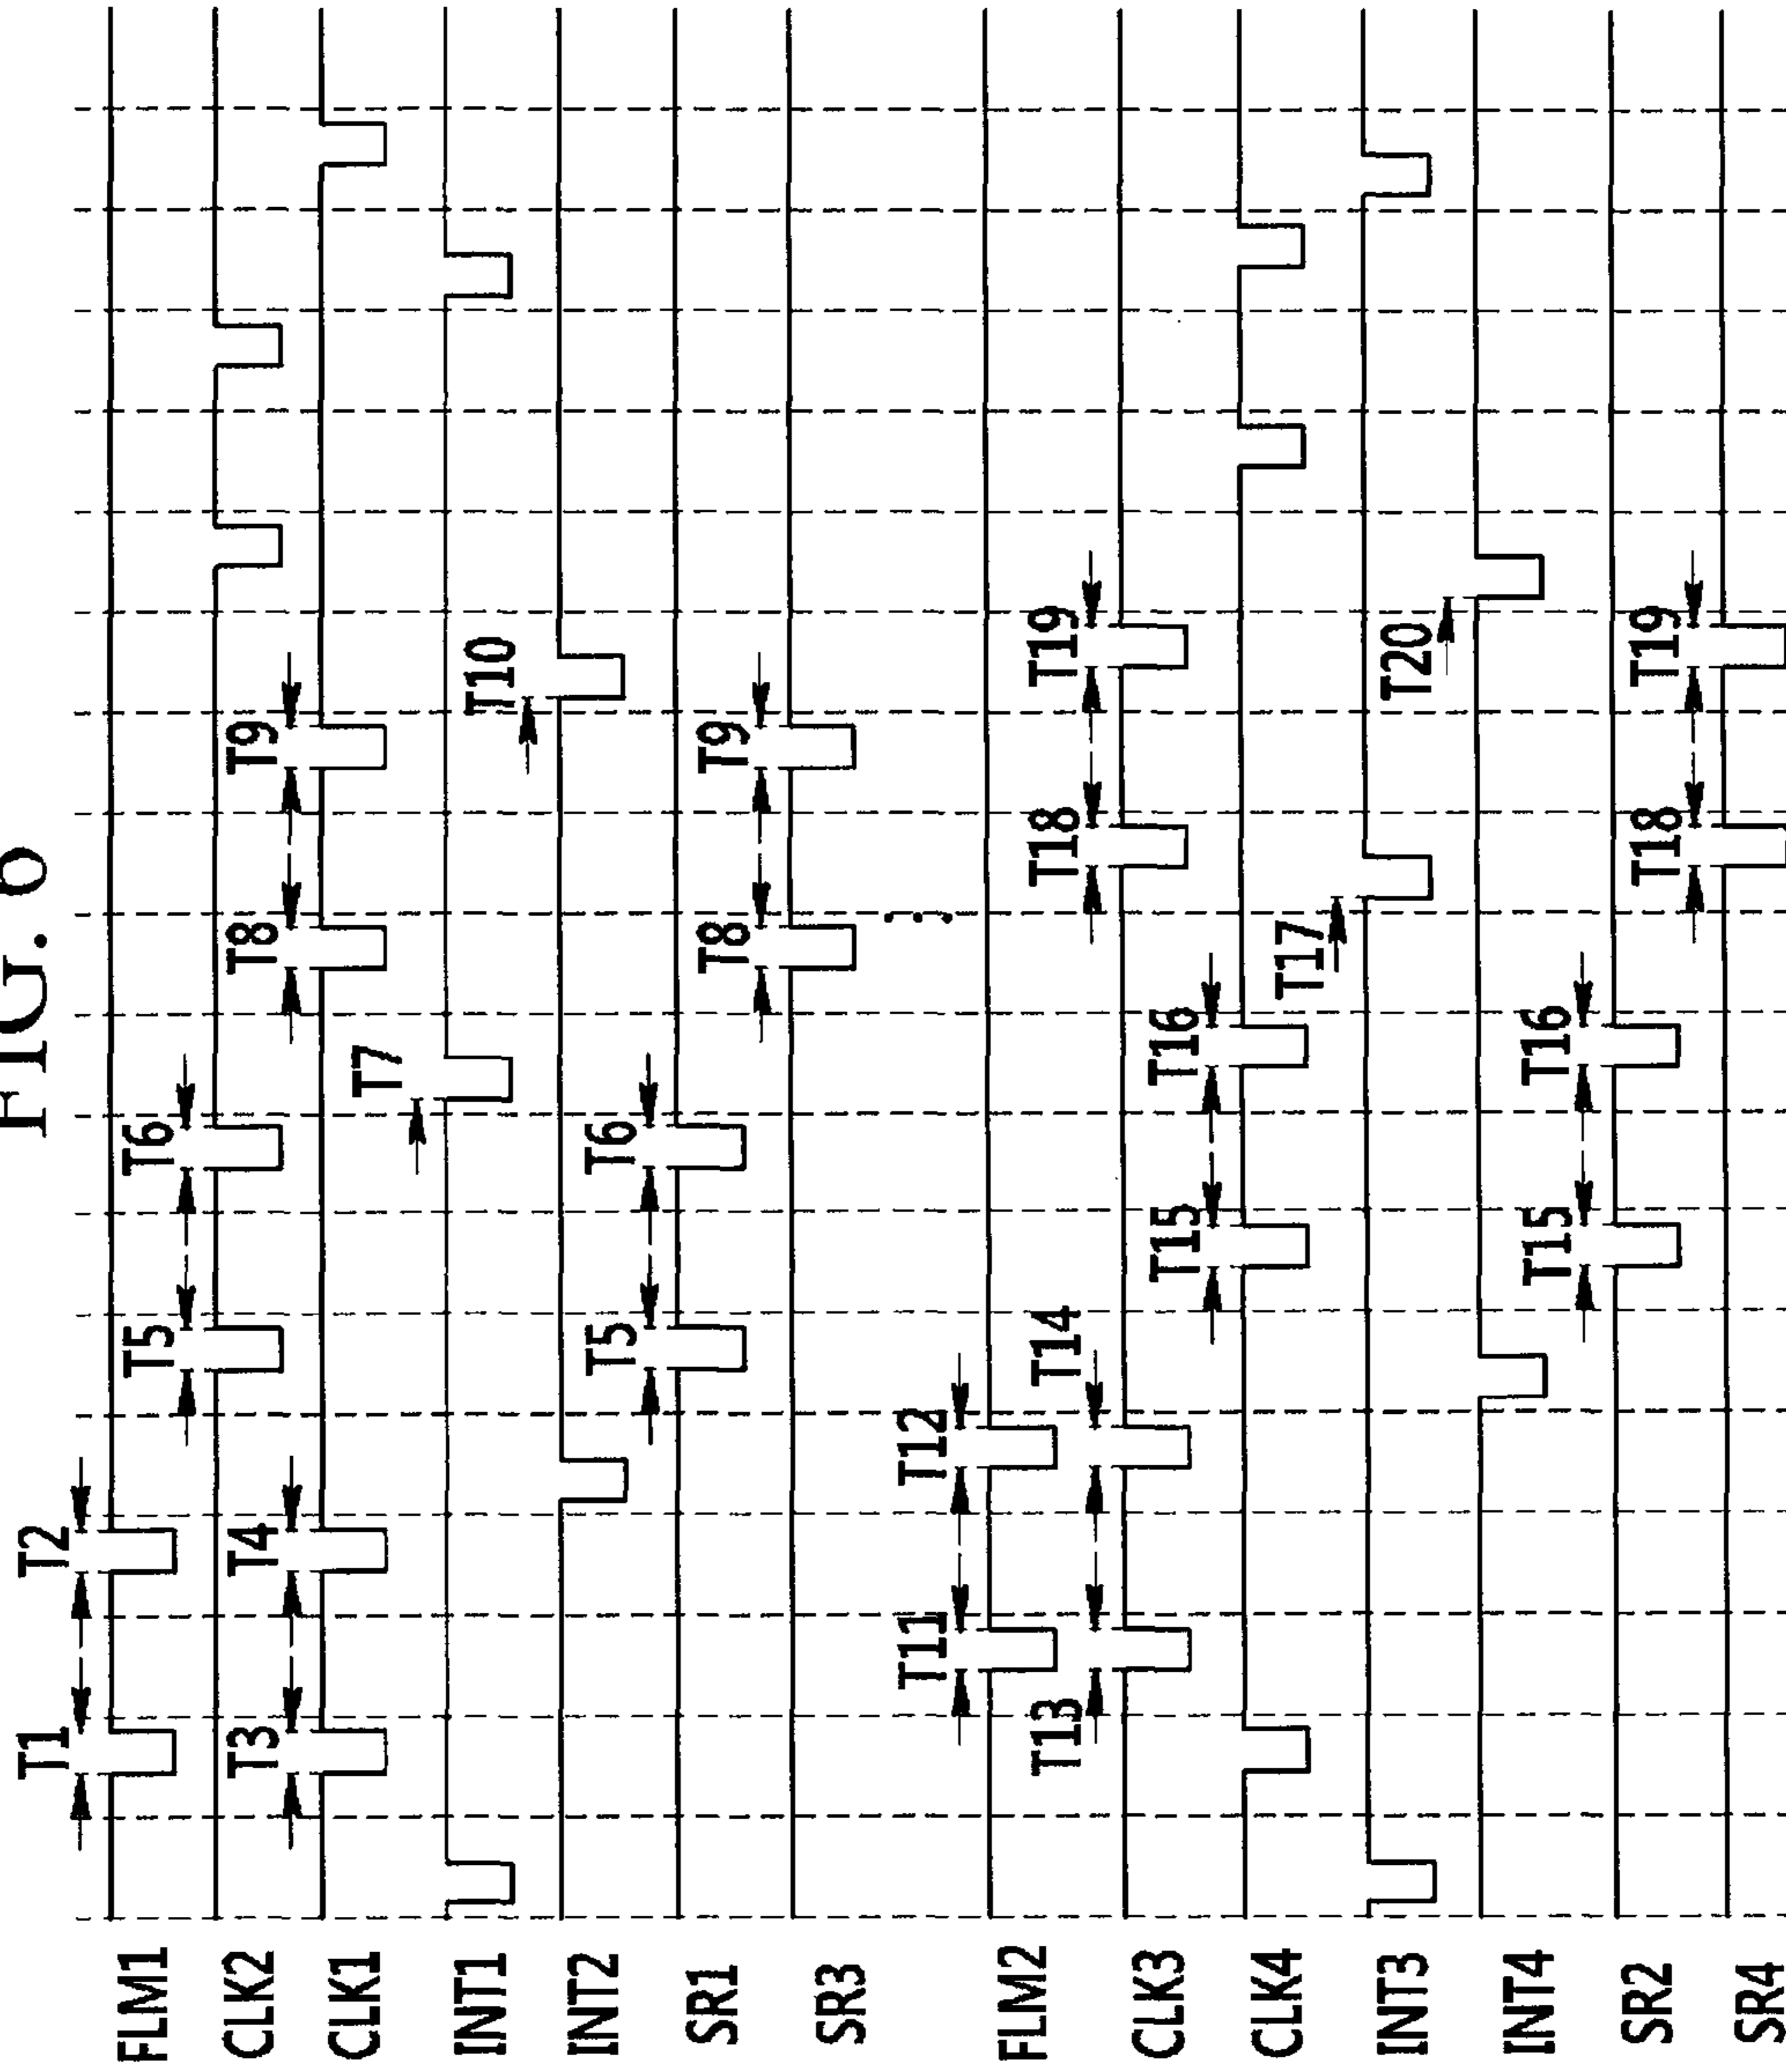 FIG. 6
FLM1
T1
T2
CLK2
T5
T6
CLK1
T3
T4
T8
T9
INT1
T7
INT2
T10
SR1
T5
T6
SR3
T8
T9
FLM2
T11
T12
CLK3
T13
T14
T18
T19
CLK4
T15
T16
INT3
T17
INT4
T20
SR2
T15
T16
SR4
T18
T19